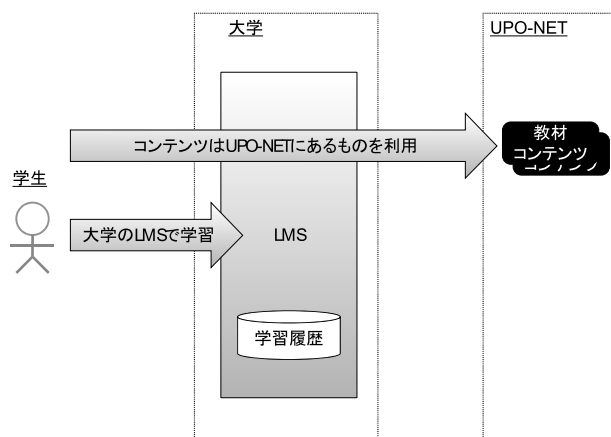 大学
UPO-NET
コンテンツはUPO-NETにあるものを利用
教材
コンテンツ
学生
大学のLMSで学習
LMS
学習履歴